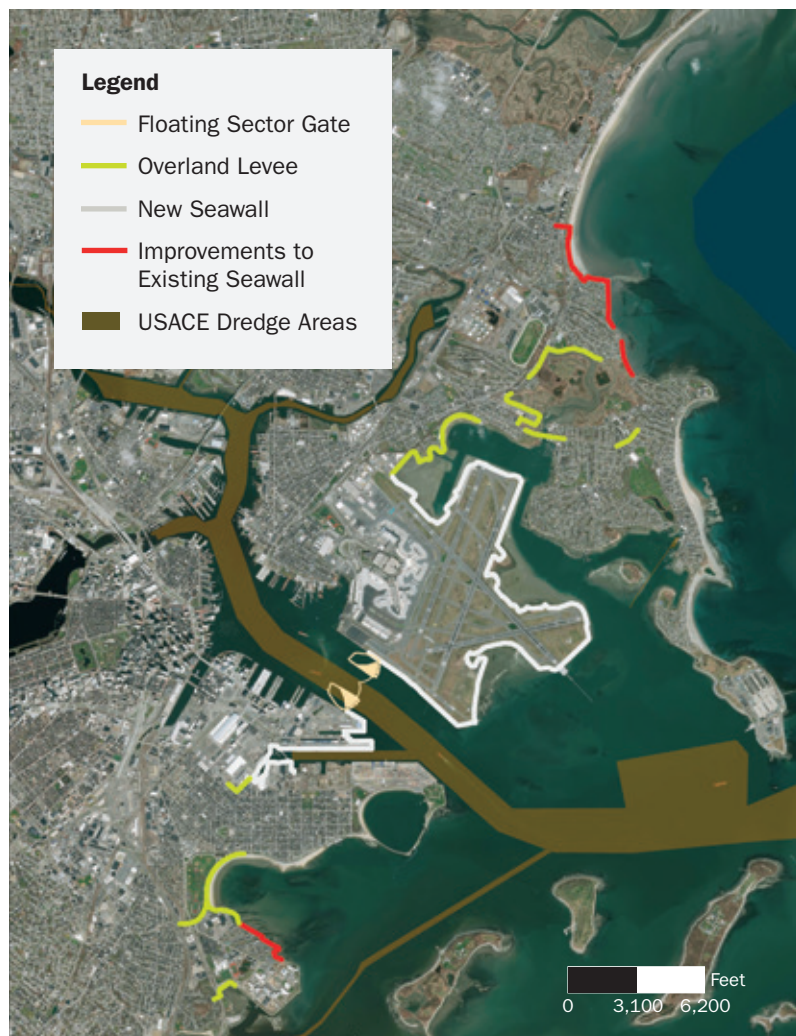 Legend
Floating Sector Gate
Overland Levee
New Seawall
Improvements to
Existing Seawall
USACE Dredge Areas
Feet
0 3,100 6,200